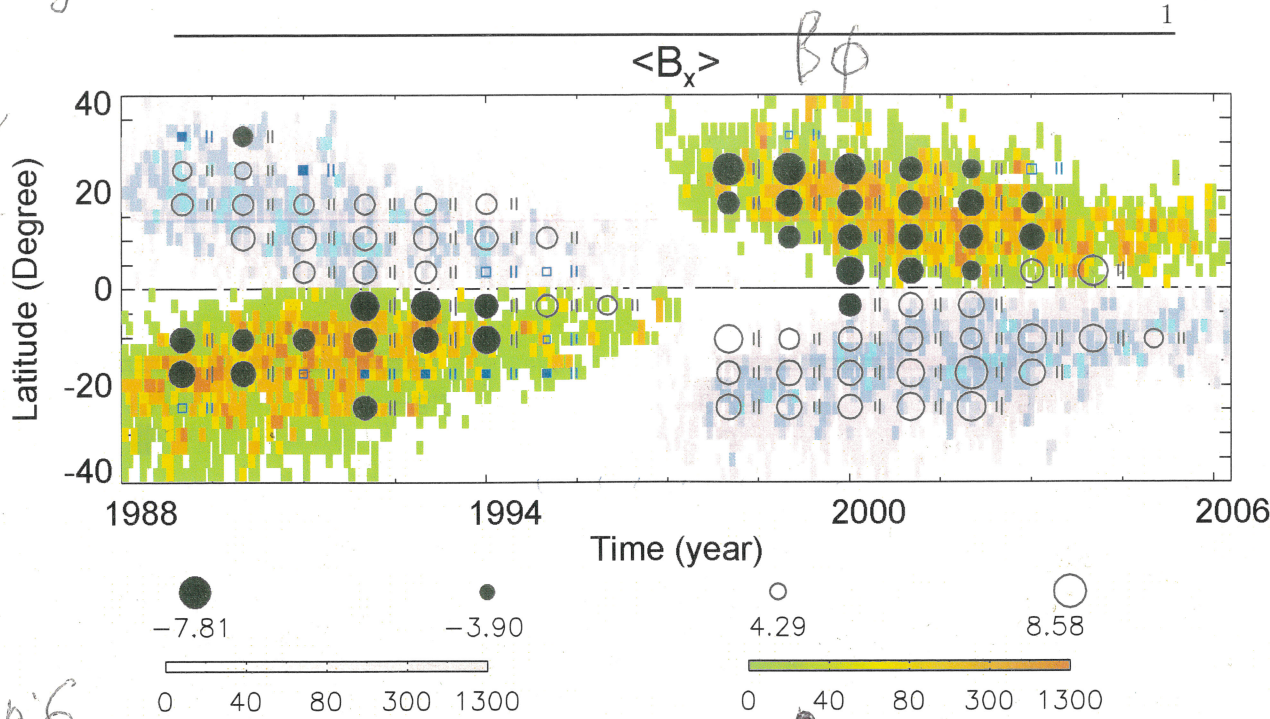 1
<B_x> Bϕ
40
20
0
-20
-40
Latitude (Degree)
1988 1994 2000 2006
Time (year)
−7.81 −3.90 4.29 8.58
0 40 80 300 1300 0 40 80 300 1300